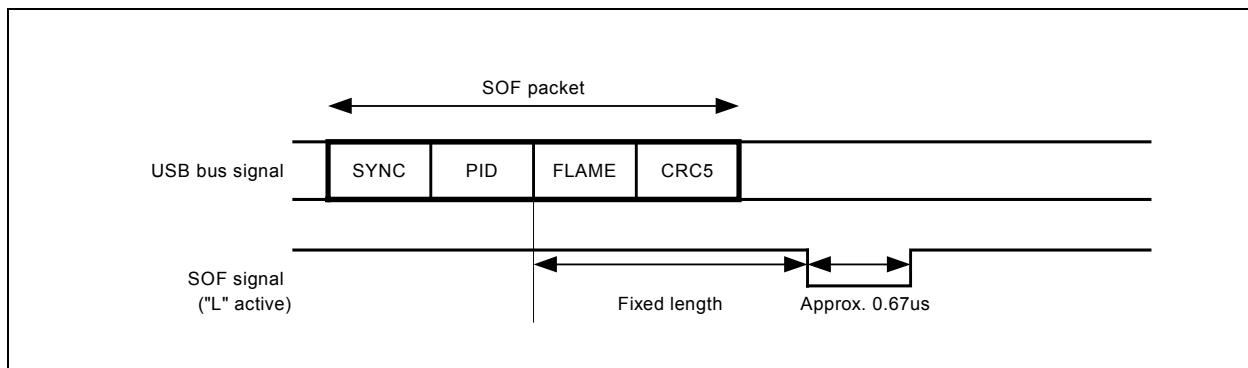 SOF packet
USB bus signal
SYNC
PID
FLAME
CRC5
SOF signal
("L" active)
Fixed length
Approx. 0.67us